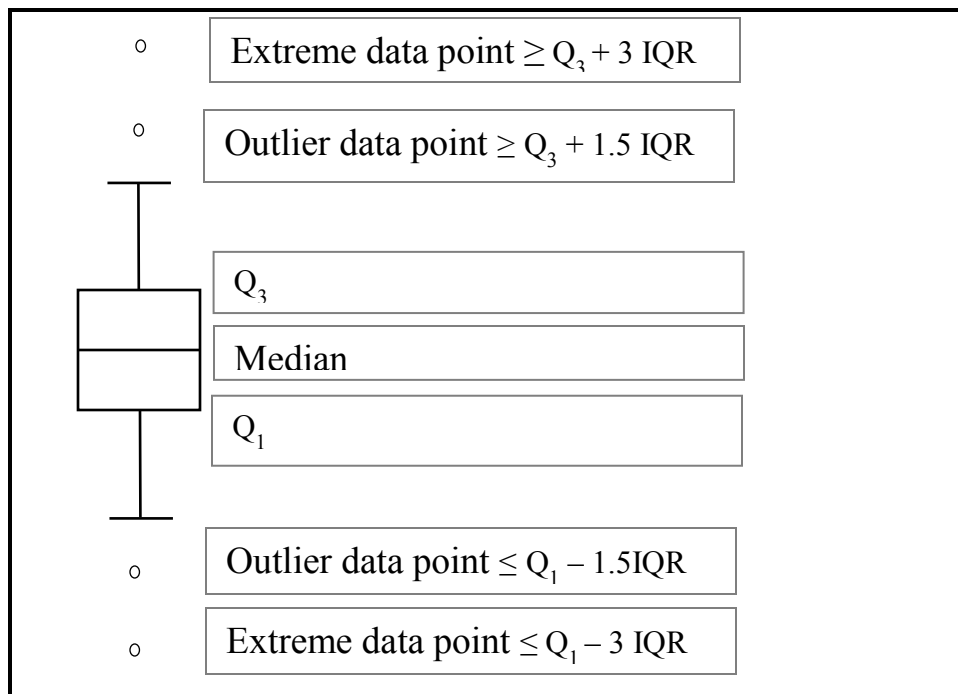 Extreme data point ≥ Q₃ + 3 IQR
Outlier data point ≥ Q₃ + 1.5 IQR
Q₃
Median
Q₁
Outlier data point ≤ Q₁ – 1.5IQR
Extreme data point ≤ Q₁ – 3 IQR